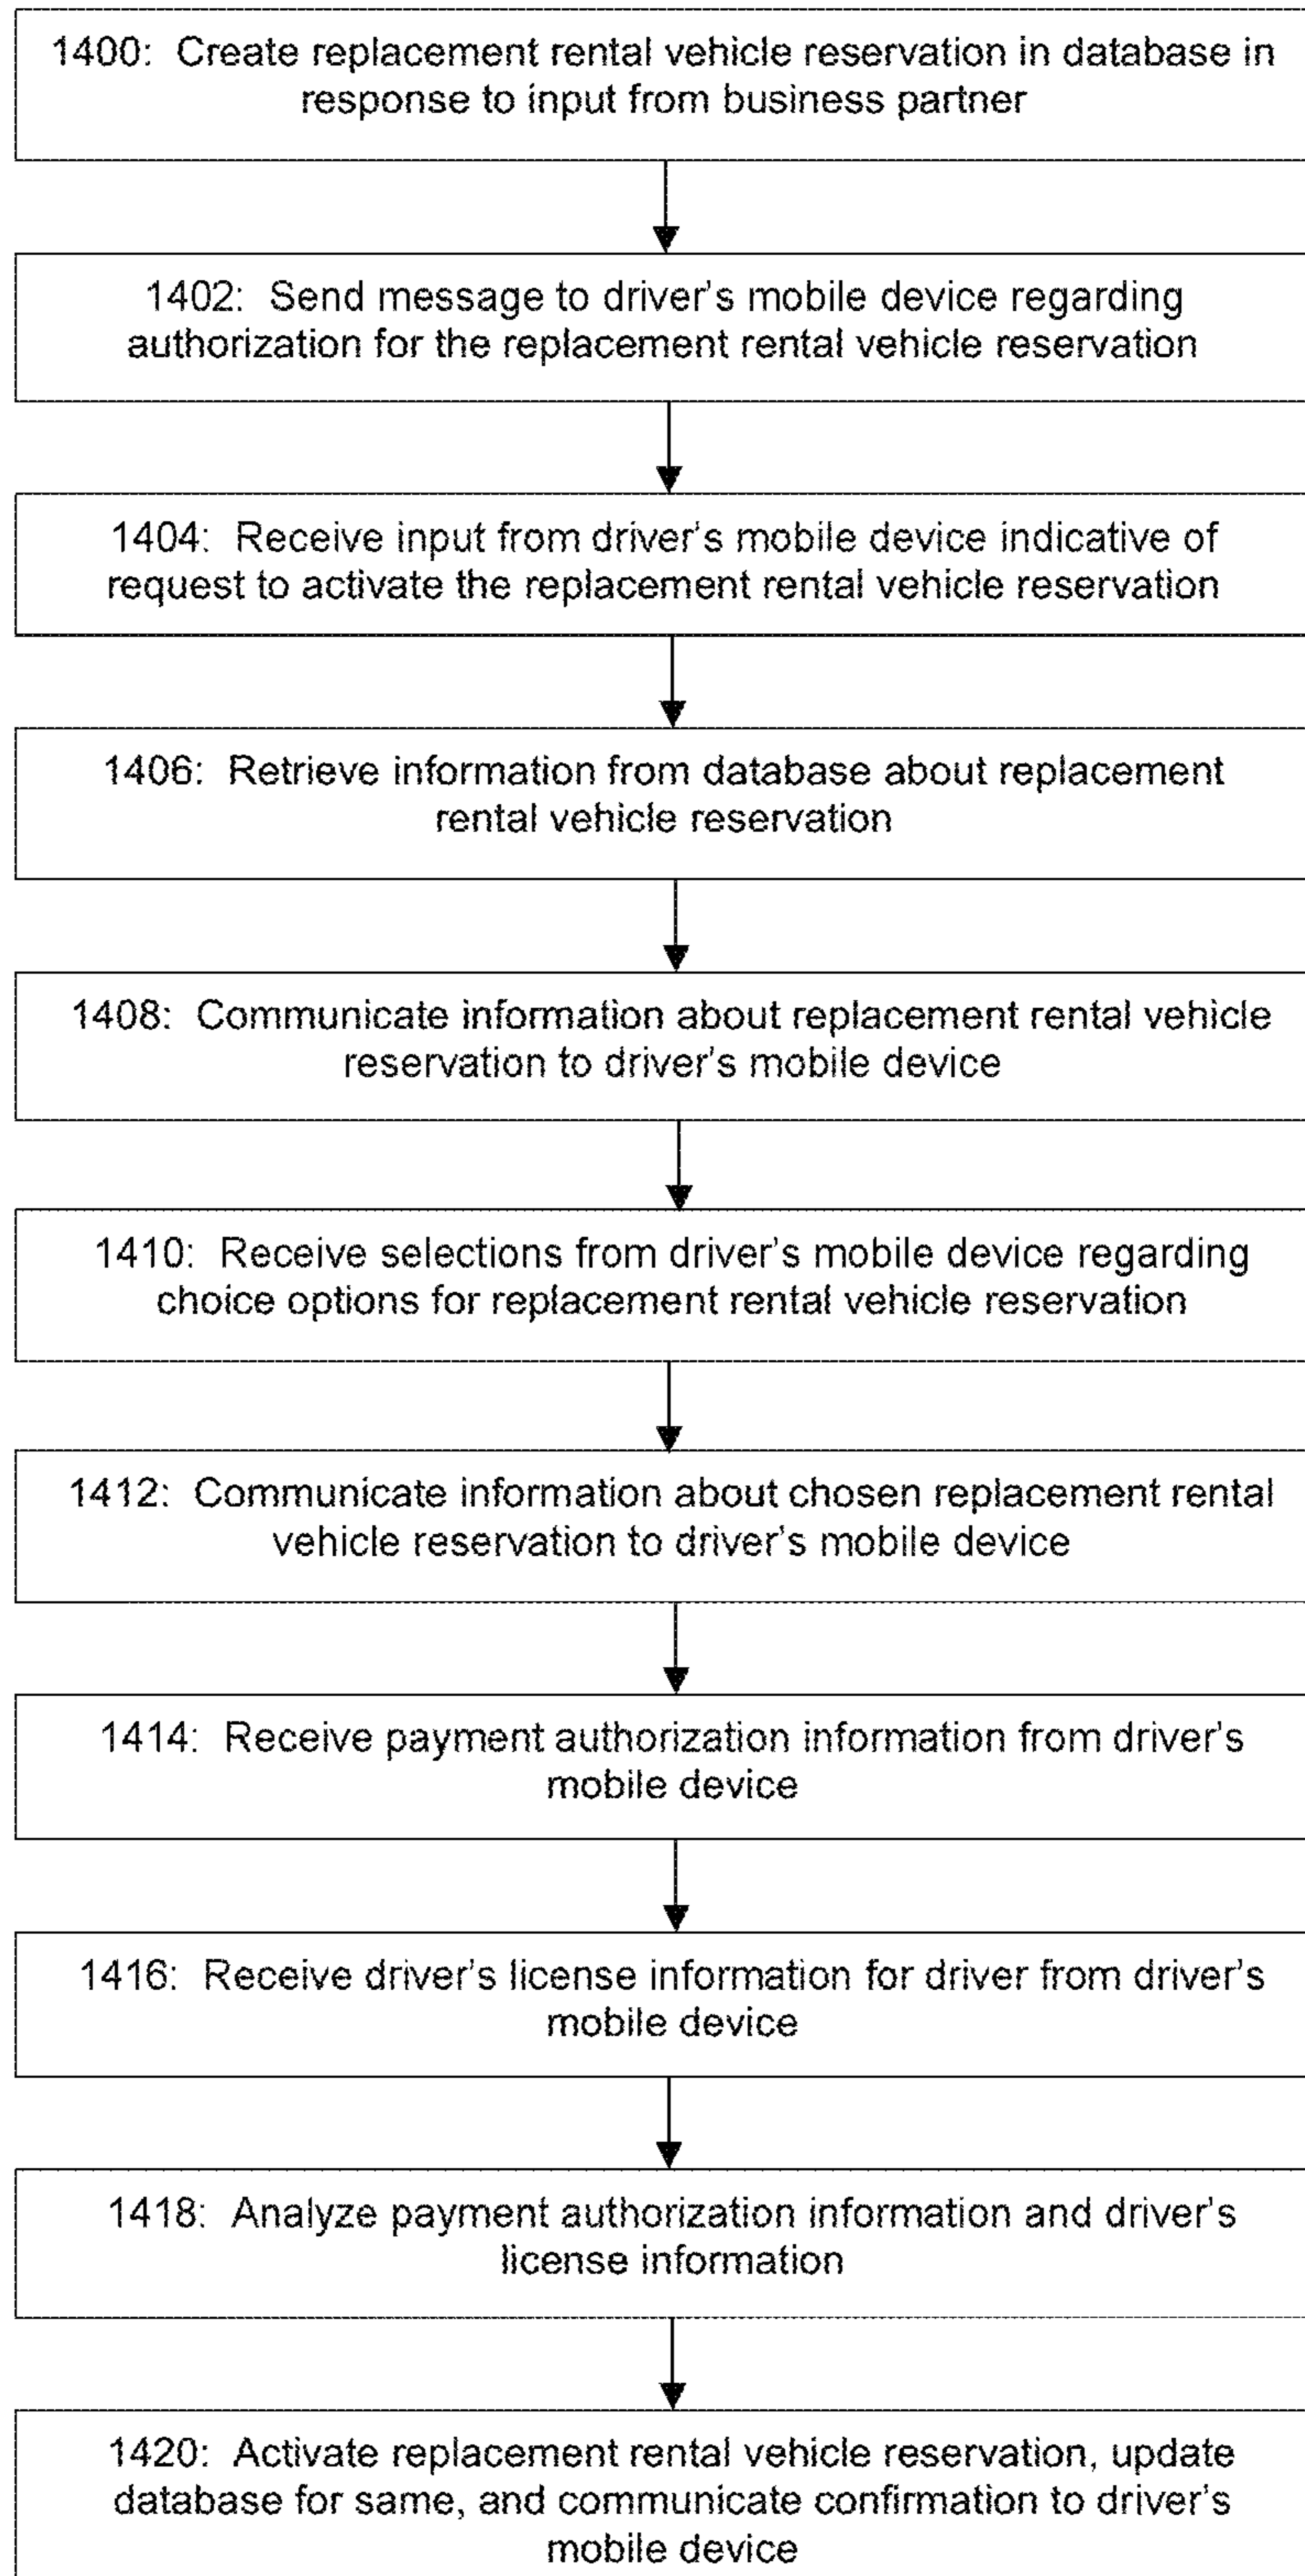 1400: Create replacement rental vehicle reservation in database in
response to input from business partner
1402: Send message to driver's mobile device regarding
authorization for the replacement rental vehicle reservation
1404: Receive input from driver's mobile device indicative of
request to activate the replacement rental vehicle reservation
1406: Retrieve information from database about replacement
rental vehicle reservation
1408: Communicate information about replacement rental vehicle
reservation to driver's mobile device
1410: Receive selections from driver's mobile device regarding
choice options for replacement rental vehicle reservation
1412: Communicate information about chosen replacement rental
vehicle reservation to driver's mobile device
1414: Receive payment authorization information from driver's
mobile device
1416: Receive driver's license information for driver from driver's
mobile device
1418: Analyze payment authorization information and driver's
license information
1420: Activate replacement rental vehicle reservation, update
database for same, and communicate confirmation to driver's
mobile device